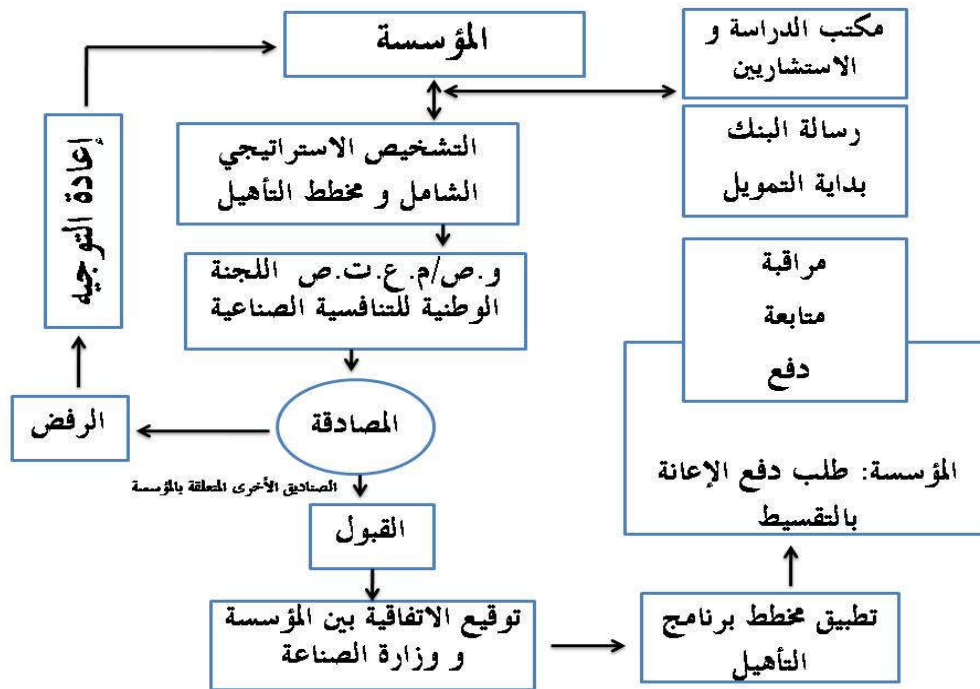 المؤسسة
مكتب الدراسة و
الاستشاريين
رسالة البنك
بداية التمويل
التشخيص الاستراتيجي
الشامل و مخطط التأهيل
إعادة التوجيه
و.ص/م.ع.ت.ص اللجنة
الوطنية للتنافسية الصناعية
مراقبة
متابعة
دفع
المصادقة
الرفض
المؤسسة: طلب دفع الإعانة
بالتقسيط
الصناديق الأخرى المتعلقة بالمؤسسة
القبول
توقيع الاتفاقية بين المؤسسة
و وزارة الصناعة
تطبيق مخطط برنامج
التأهيل